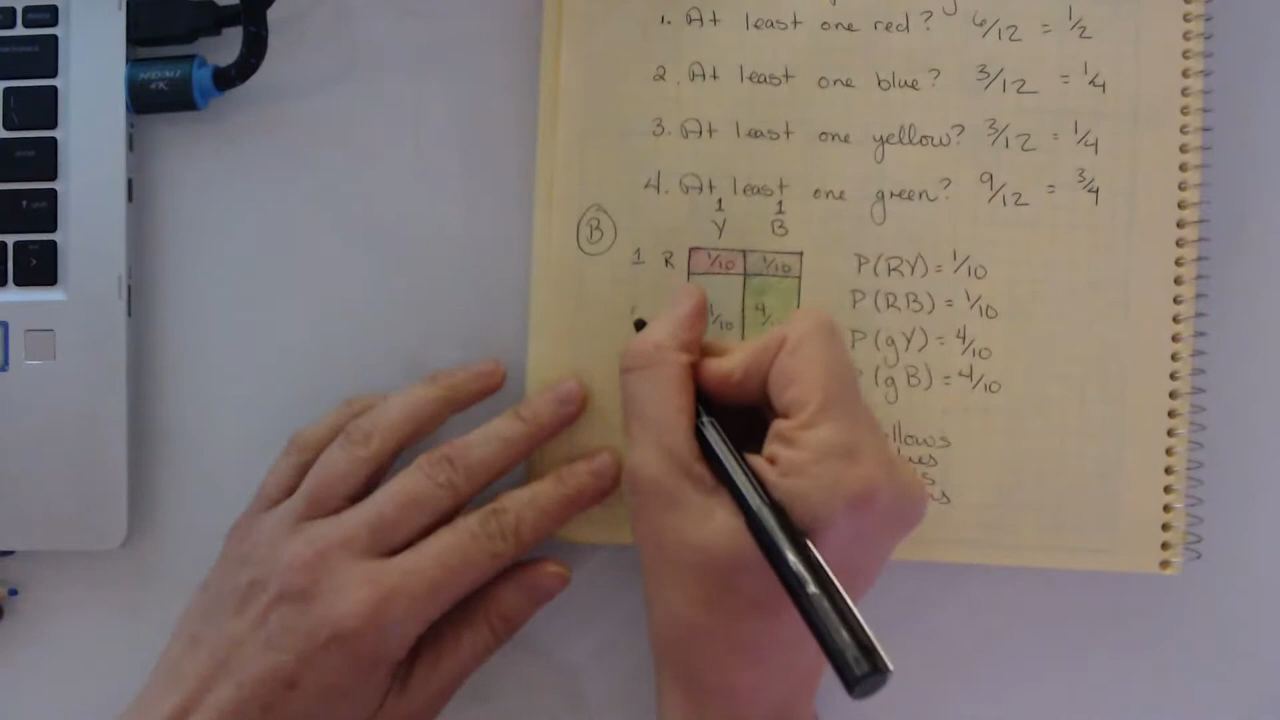 1. At least one red? 6/12 = 1/2
2. At least one blue? 3/12 = 1/4
3. At least one yellow? 3/12 = 1/4
4. At least one green? 9/12 = 3/4
B
1 1
Y B
1 R 1/10 1/10
P(RY) = 1/10
P(RB) = 1/10
P(gY) = 4/10
(gB) = 4/10
HDMI
4K